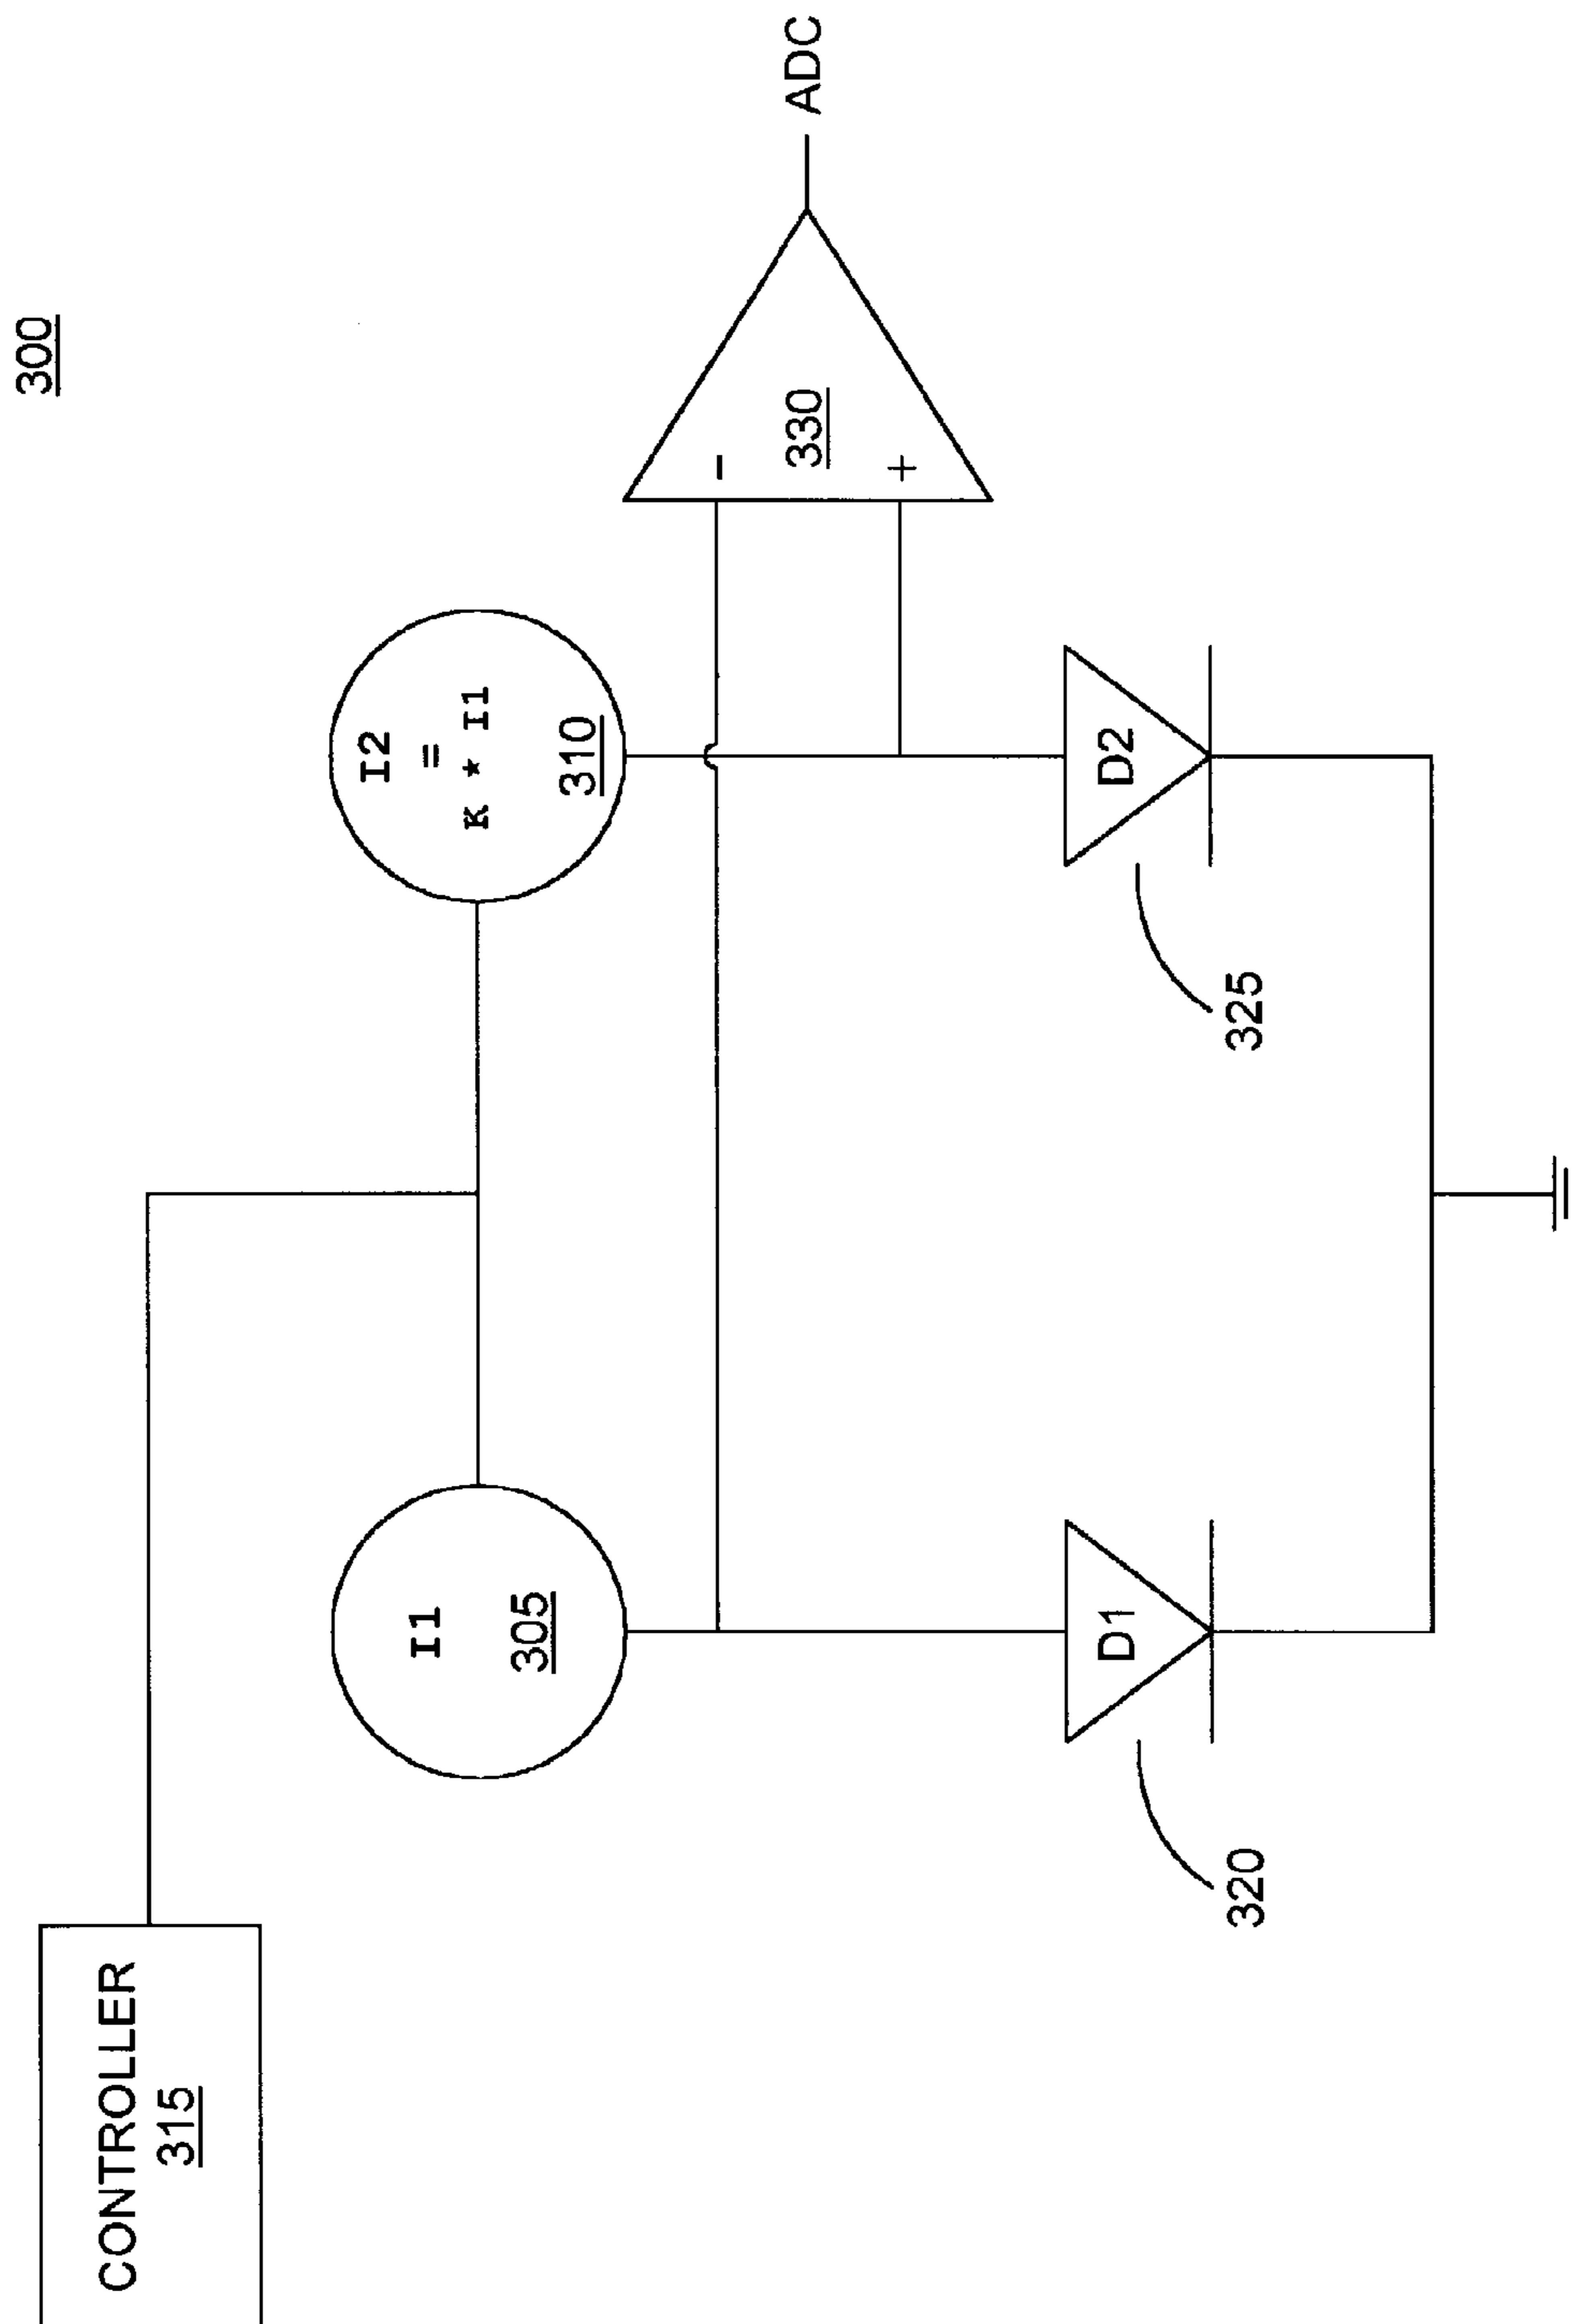 300
CONTROLLER
315
I1
305
I2
=
K * I1
310
-
330
+
ADC
D1
320
D2
325